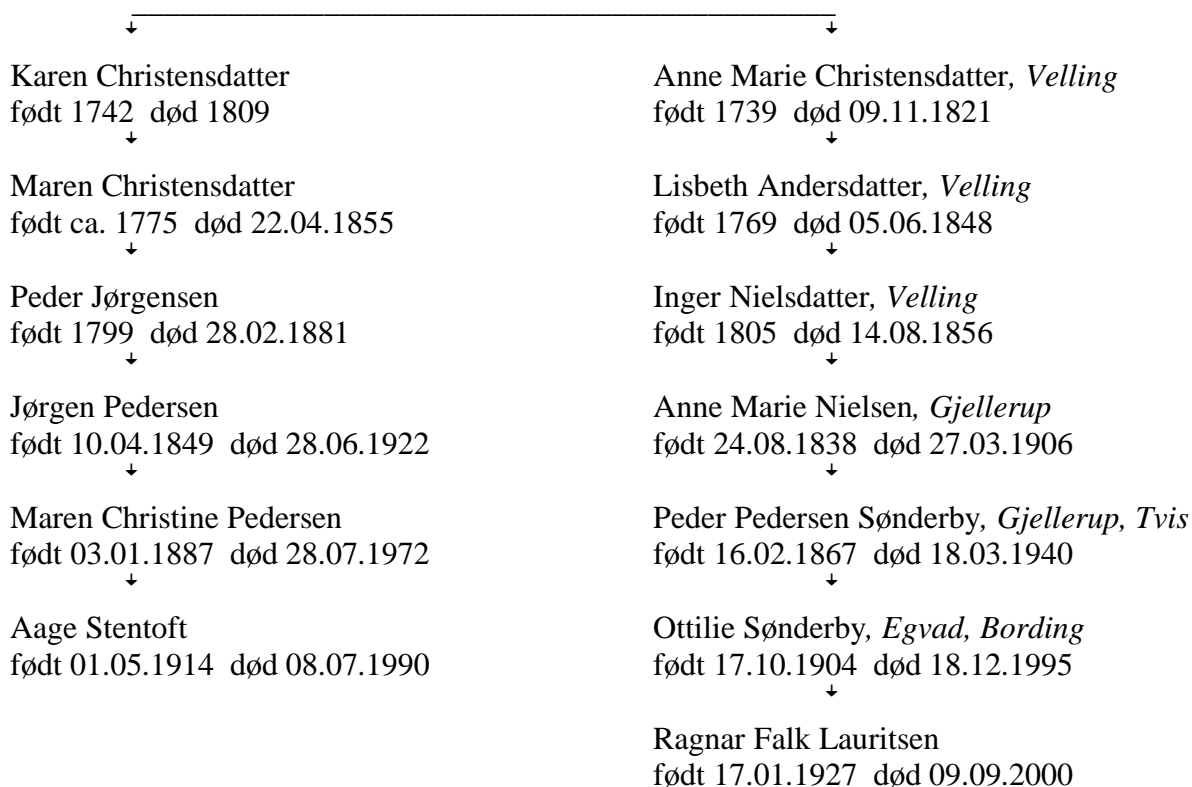 Karen Christensdatter
født 1742 død 1809
Maren Christensdatter
født ca. 1775 død 22.04.1855
Peder Jørgensen
født 1799 død 28.02.1881
Jørgen Pedersen
født 10.04.1849 død 28.06.1922
Maren Christine Pedersen
født 03.01.1887 død 28.07.1972
Aage Stentoft
født 01.05.1914 død 08.07.1990
Anne Marie Christensdatter, Velling
født 1739 død 09.11.1821
Lisbeth Andersdatter, Velling
født 1769 død 05.06.1848
Inger Nielsdatter, Velling
født 1805 død 14.08.1856
Anne Marie Nielsen, Gjellerup
født 24.08.1838 død 27.03.1906
Peder Pedersen Sønderby, Gjellerup, Tvis
født 16.02.1867 død 18.03.1940
Ottilie Sønderby, Egvad, Bording
født 17.10.1904 død 18.12.1995
Ragnar Falk Lauritsen
født 17.01.1927 død 09.09.2000